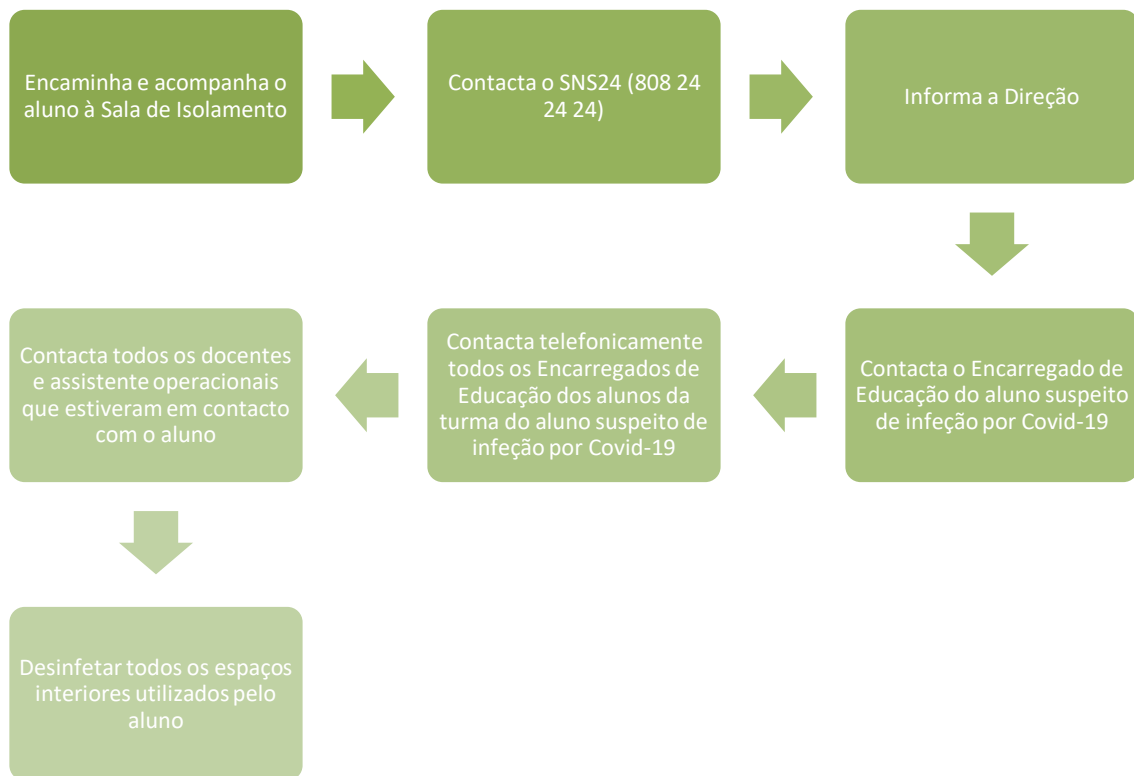 Encaminha e acompanha o
aluno à Sala de Isolamento
Contacta o SNS24 (808 24
24 24)
Informa a Direção
Contacta o Encarregado de
Educação do aluno suspeito
de infeção por Covid-19
Contacta telefonicamente
todos os Encarregados de
Educação dos alunos da
turma do aluno suspeito de
infeção por Covid-19
Contacta todos os docentes
e assistente operacionais
que estiveram em contacto
com o aluno
Desinfetar todos os espaços
interiores utilizados pelo
aluno